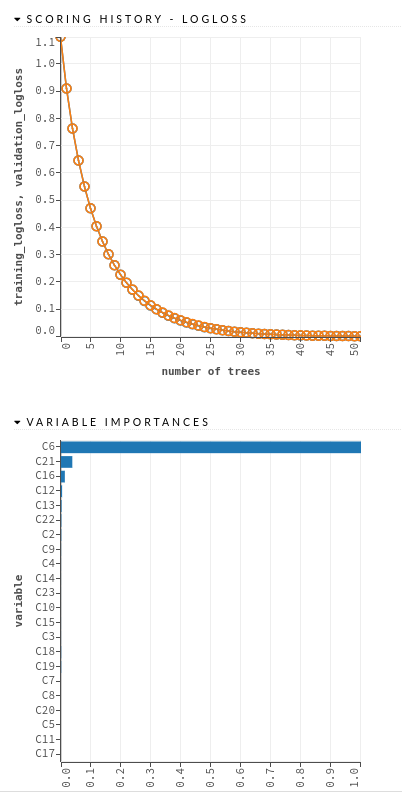 SCORING HISTORY - LOGLOSS
training_logloss, validation_logloss
1.1
1.0
0.9
0.8
0.7
0.6
0.5
0.4
0.3
0.2
0.1
0.0
0 5 10 15 20 25 30 35 40 45 50
number of trees
VARIABLE IMPORTANCES
variable
C6
C21
C16
C12
C13
C22
C2
C9
C4
C14
C23
C10
C15
C3
C18
C19
C7
C8
C20
C5
C11
C17
0.0 0.1 0.2 0.3 0.4 0.5 0.6 0.7 0.8 0.9 1.0